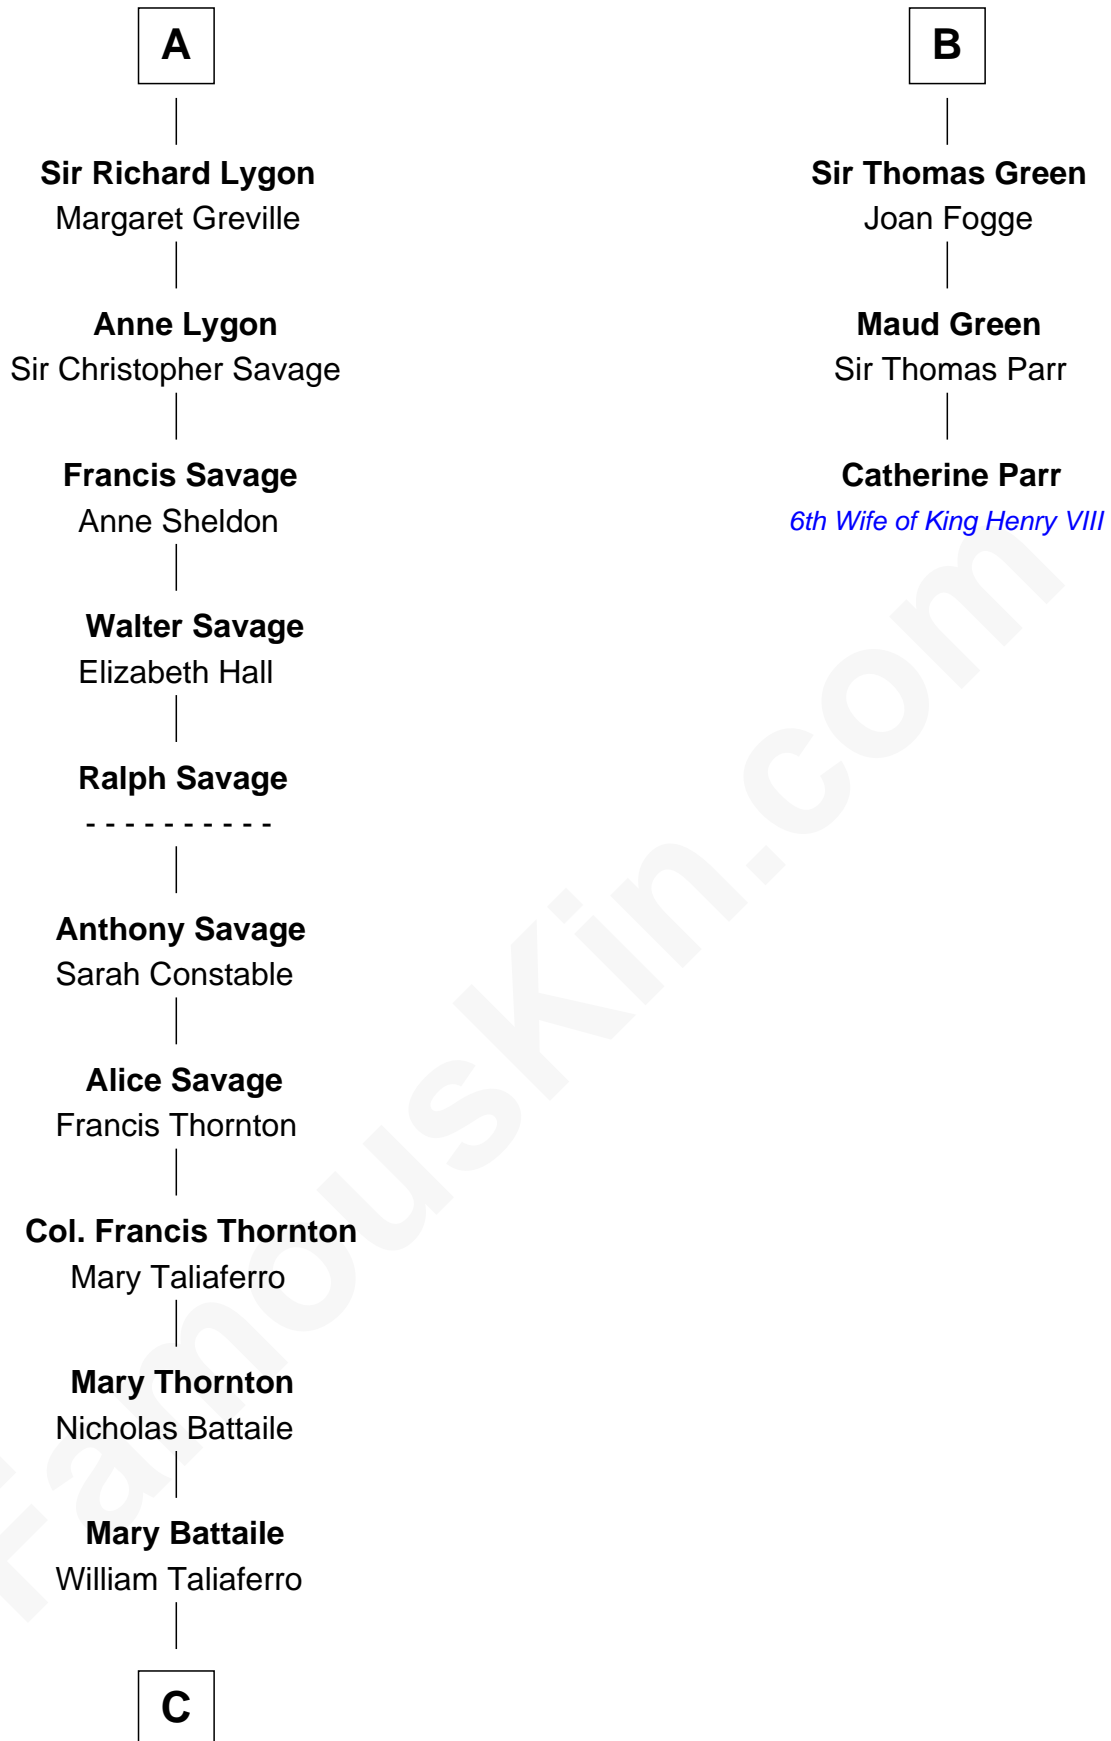 A
Sir Richard Lygon
Margaret Greville
Anne Lygon
Sir Christopher Savage
Francis Savage
Anne Sheldon
Walter Savage
Elizabeth Hall
Ralph Savage
- - - - - - - - - -
Anthony Savage
Sarah Constable
Alice Savage
Francis Thornton
Col. Francis Thornton
Mary Taliaferro
Mary Thornton
Nicholas Battaile
Mary Battaile
William Taliaferro
C
B
Sir Thomas Green
Joan Fogge
Maud Green
Sir Thomas Parr
Catherine Parr
6th Wife of King Henry VIII
FamousKin.com